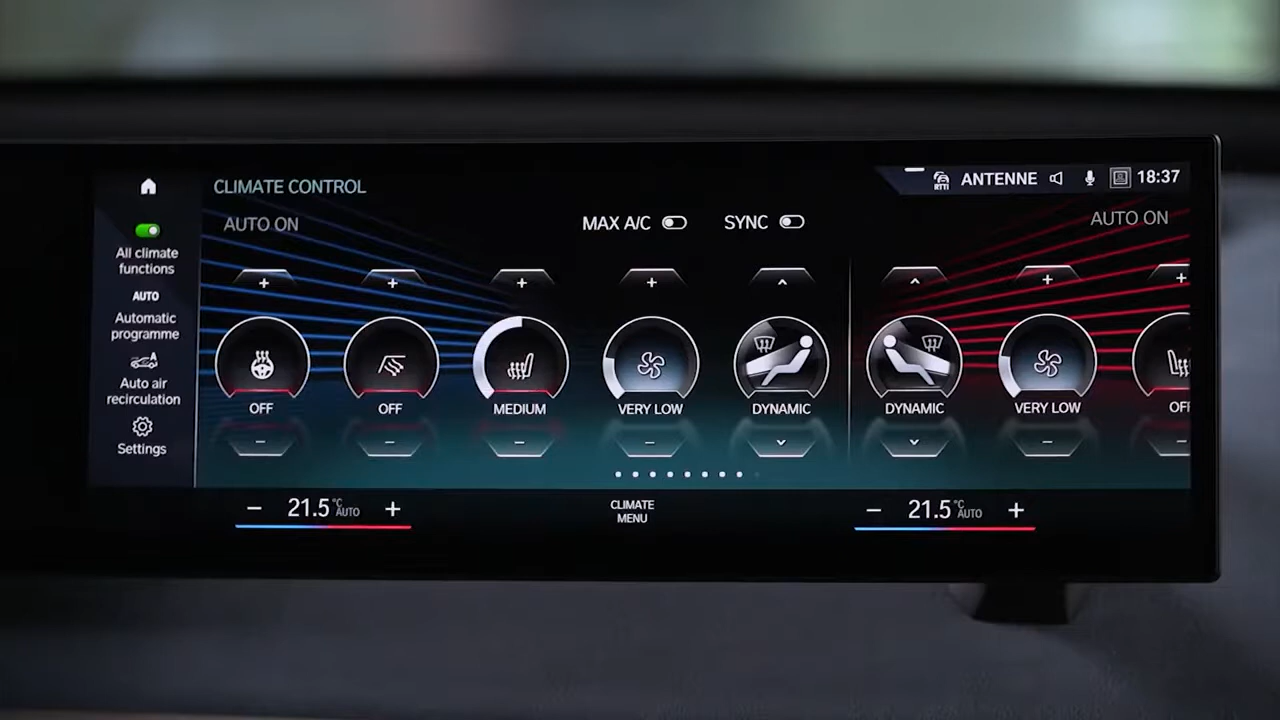 CLIMATE CONTROL
RTTI ANTENNE 18:37
AUTO ON
MAX A/C
SYNC
AUTO ON
All climate
functions
AUTO
Automatic
programme
A
Auto air
recirculation
Settings
+ + + + + +
OFF
OFF
MEDIUM
VERY LOW
DYNAMIC
DYNAMIC
VERY LOW
OF
− − − − − −
− 21.5 °C AUTO +
CLIMATE
MENU
− 21.5 °C AUTO +